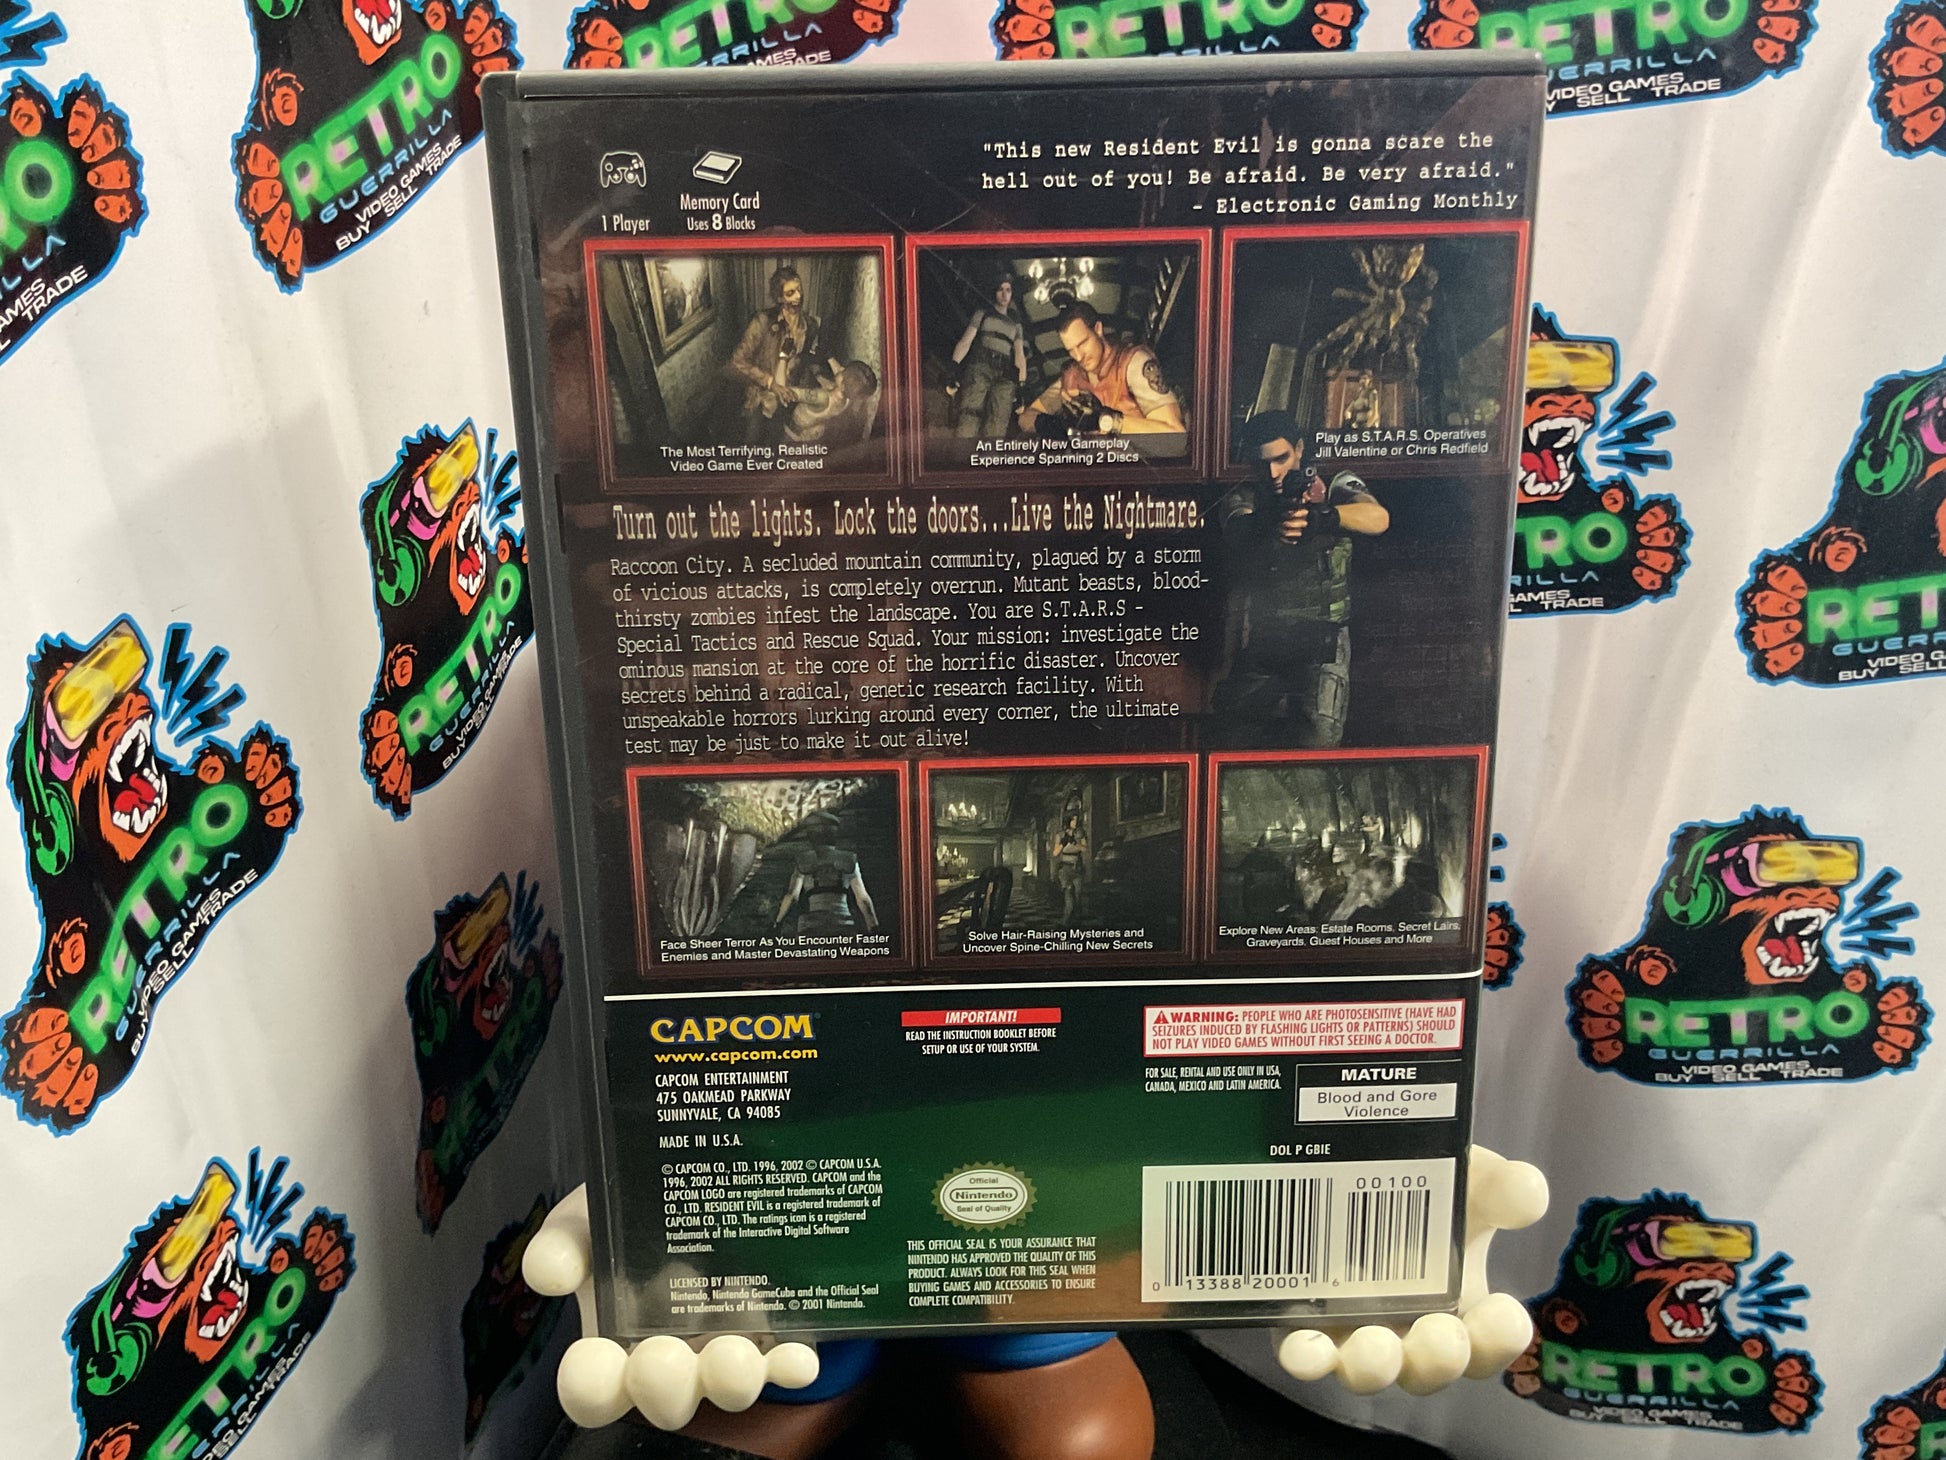 "This new Resident Evil is gonna scare the
hell out of you! Be afraid. Be very afraid."
- Electronic Gaming Monthly
1 Player
Memory Card
Uses 8 Blocks
The Most Terrifying, Realistic
Video Game Ever Created
An Entirely New Gameplay
Experience Spanning 2 Discs
Play as S.T.A.R.S. Operatives
Jill Valentine or Chris Redfield
Turn out the lights. Lock the doors...Live the Nightmare.
Raccoon City. A secluded mountain community, plagued by a storm
of vicious attacks, is completely overrun. Mutant beasts, blood-
thirsty zombies infest the landscape. You are S.T.A.R.S -
Special Tactics and Rescue Squad. Your mission: investigate the
ominous mansion at the core of the horrific disaster. Uncover
secrets behind a radical, genetic research facility. With
unspeakable horrors lurking around every corner, the ultimate
test may be just to make it out alive!
Face Sheer Terror As You Encounter Faster
Enemies and Master Devastating Weapons
Solve Hair-Raising Mysteries and
Uncover Spine-Chilling New Secrets
Explore New Areas: Estate Rooms, Secret Lairs,
Graveyards, Guest Houses and More
CAPCOM
www.capcom.com
CAPCOM ENTERTAINMENT
475 OAKMEAD PARKWAY
SUNNYVALE, CA 94085
MADE IN U.S.A.
© CAPCOM CO., LTD. 1996, 2002 © CAPCOM U.S.A.
1996, 2002 ALL RIGHTS RESERVED. CAPCOM and the
CAPCOM LOGO are registered trademarks of CAPCOM
CO., LTD. RESIDENT EVIL is a registered trademark of
CAPCOM CO., LTD. The ratings icon is a registered
trademark of the Interactive Digital Software
Association.
LICENSED BY NINTENDO.
Nintendo, Nintendo GameCube and the Official Seal
are trademarks of Nintendo. © 2001 Nintendo.
IMPORTANT!
READ THE INSTRUCTION BOOKLET BEFORE
SETUP OR USE OF YOUR SYSTEM.
Official
Nintendo
Seal of Quality
THIS OFFICIAL SEAL IS YOUR ASSURANCE THAT
NINTENDO HAS APPROVED THE QUALITY OF THIS
PRODUCT. ALWAYS LOOK FOR THIS SEAL WHEN
BUYING GAMES AND ACCESSORIES TO ENSURE
COMPLETE COMPATIBILITY.
WARNING: PEOPLE WHO ARE PHOTOSENSITIVE (HAVE HAD
SEIZURES INDUCED BY FLASHING LIGHTS OR PATTERNS) SHOULD
NOT PLAY VIDEO GAMES WITHOUT FIRST SEEING A DOCTOR.
FOR SALE, RENTAL AND USE ONLY IN USA,
CANADA, MEXICO AND LATIN AMERICA.
MATURE
Blood and Gore
Violence
DOL P GBIE
00100
0 13388 20001 6
RETRO
GUERRILLA
VIDEO GAMES
BUY SELL TRADE